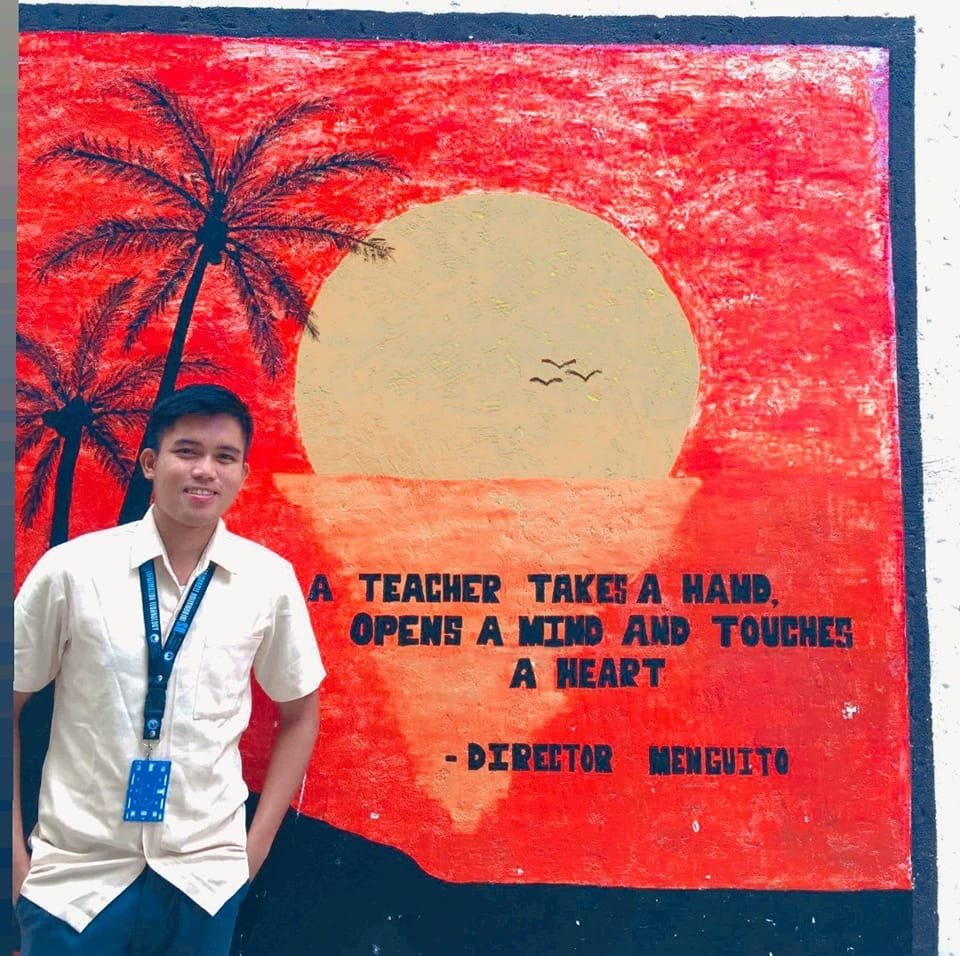 A TEACHER TAKES A HAND,
OPENS A MIND AND TOUCHES
A HEART
- DIRECTOR MENGUITO